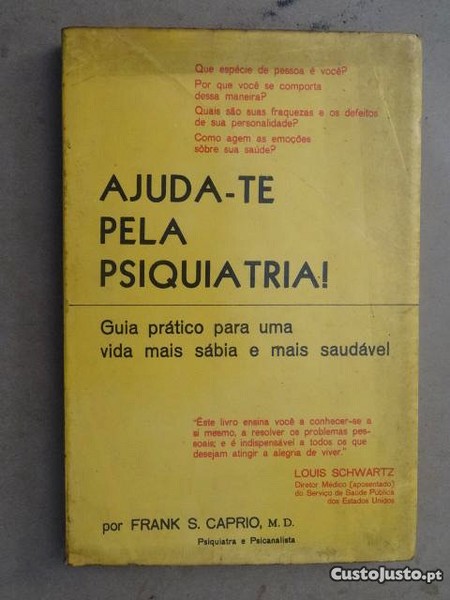 Que espécie de pessoa é você?
Por que você se comporta
dessa maneira?
Quais são suas fraquezas e os defeitos
de sua personalidade?
Como agem as emoções
sôbre sua saúde?
AJUDA-TE
PELA
PSIQUIATRIA!
Guia prático para uma
vida mais sábia e mais saudável
"Êste livro ensina você a conhecer-se a
si mesmo, a resolver os problemas pes-
soais; e é indispensável a todos os que
desejam atingir a alegria de viver."
LOUIS SCHWARTZ
Diretor Médico (aposentado)
do Serviço de Saúde Pública
dos Estados Unidos
por FRANK S. CAPRIO, M. D.
Psiquiatra e Psicanalista
CustoJusto.pt